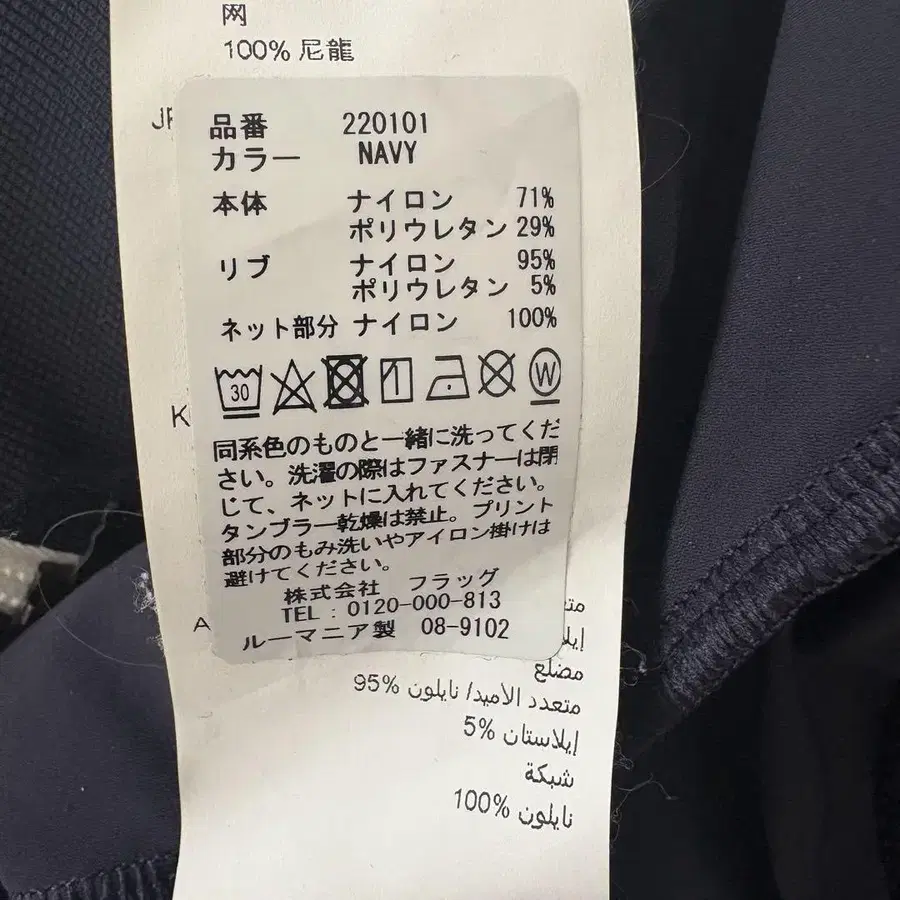 网
100% 尼龍
品番 220101
カラー NAVY
本体 ナイロン 71%
ポリウレタン 29%
リブ ナイロン 95%
ポリウレタン 5%
ネット部分 ナイロン 100%
30
W
同系色のものと一緒に洗ってくだ
さい。洗濯の際はファスナーは閉
じて、ネットに入れてください。
タンブラー乾燥は禁止。プリント
部分のもみ洗いやアイロン掛けは
避けてください。
株式会社 フラッグ
TEL : 0120-000-813
ルーマニア製 08-9102
مضلع
متعدد الاميد/ نايلون 95%
إيلاستان 5%
شبكة
نايلون 100%